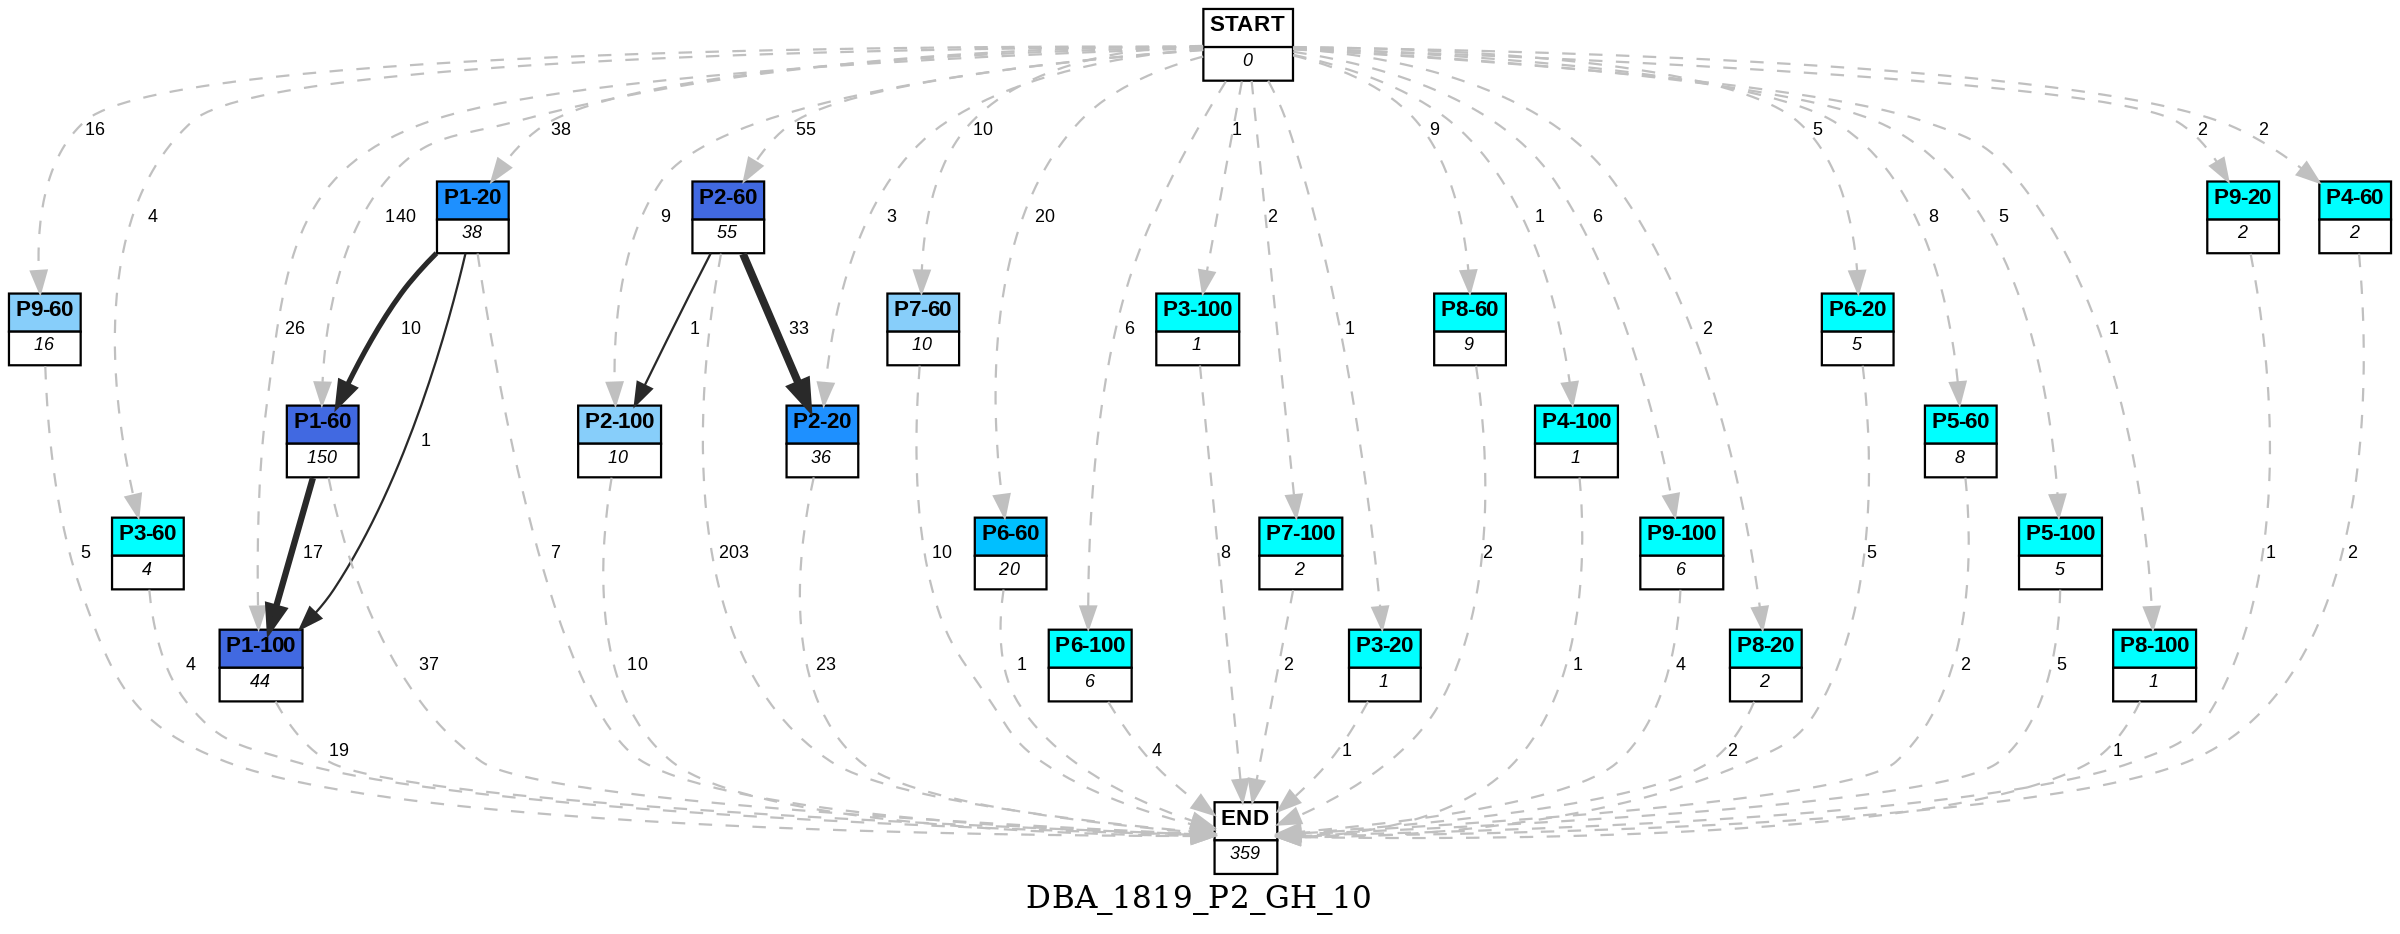 START
0
16
38
55
10
1
9
5
2
2
4
140
P1-20
38
P2-60
55
9
3
20
2
1
6
8
5
P9-20
2
P4-60
2
P9-60
16
26
10
1
33
P7-60
10
6
P3-100
1
1
P8-60
9
2
P6-20
5
1
P1-60
150
1
P2-100
10
P2-20
36
P4-100
1
P5-60
8
5
P3-60
4
17
7
203
10
P6-60
20
8
P7-100
2
2
P9-100
6
5
P5-100
5
1
2
4
P1-100
44
37
10
23
1
P6-100
6
2
P3-20
1
1
4
P8-20
2
2
5
P8-100
1
19
4
1
2
1
END
359
DBA_1819_P2_GH_10